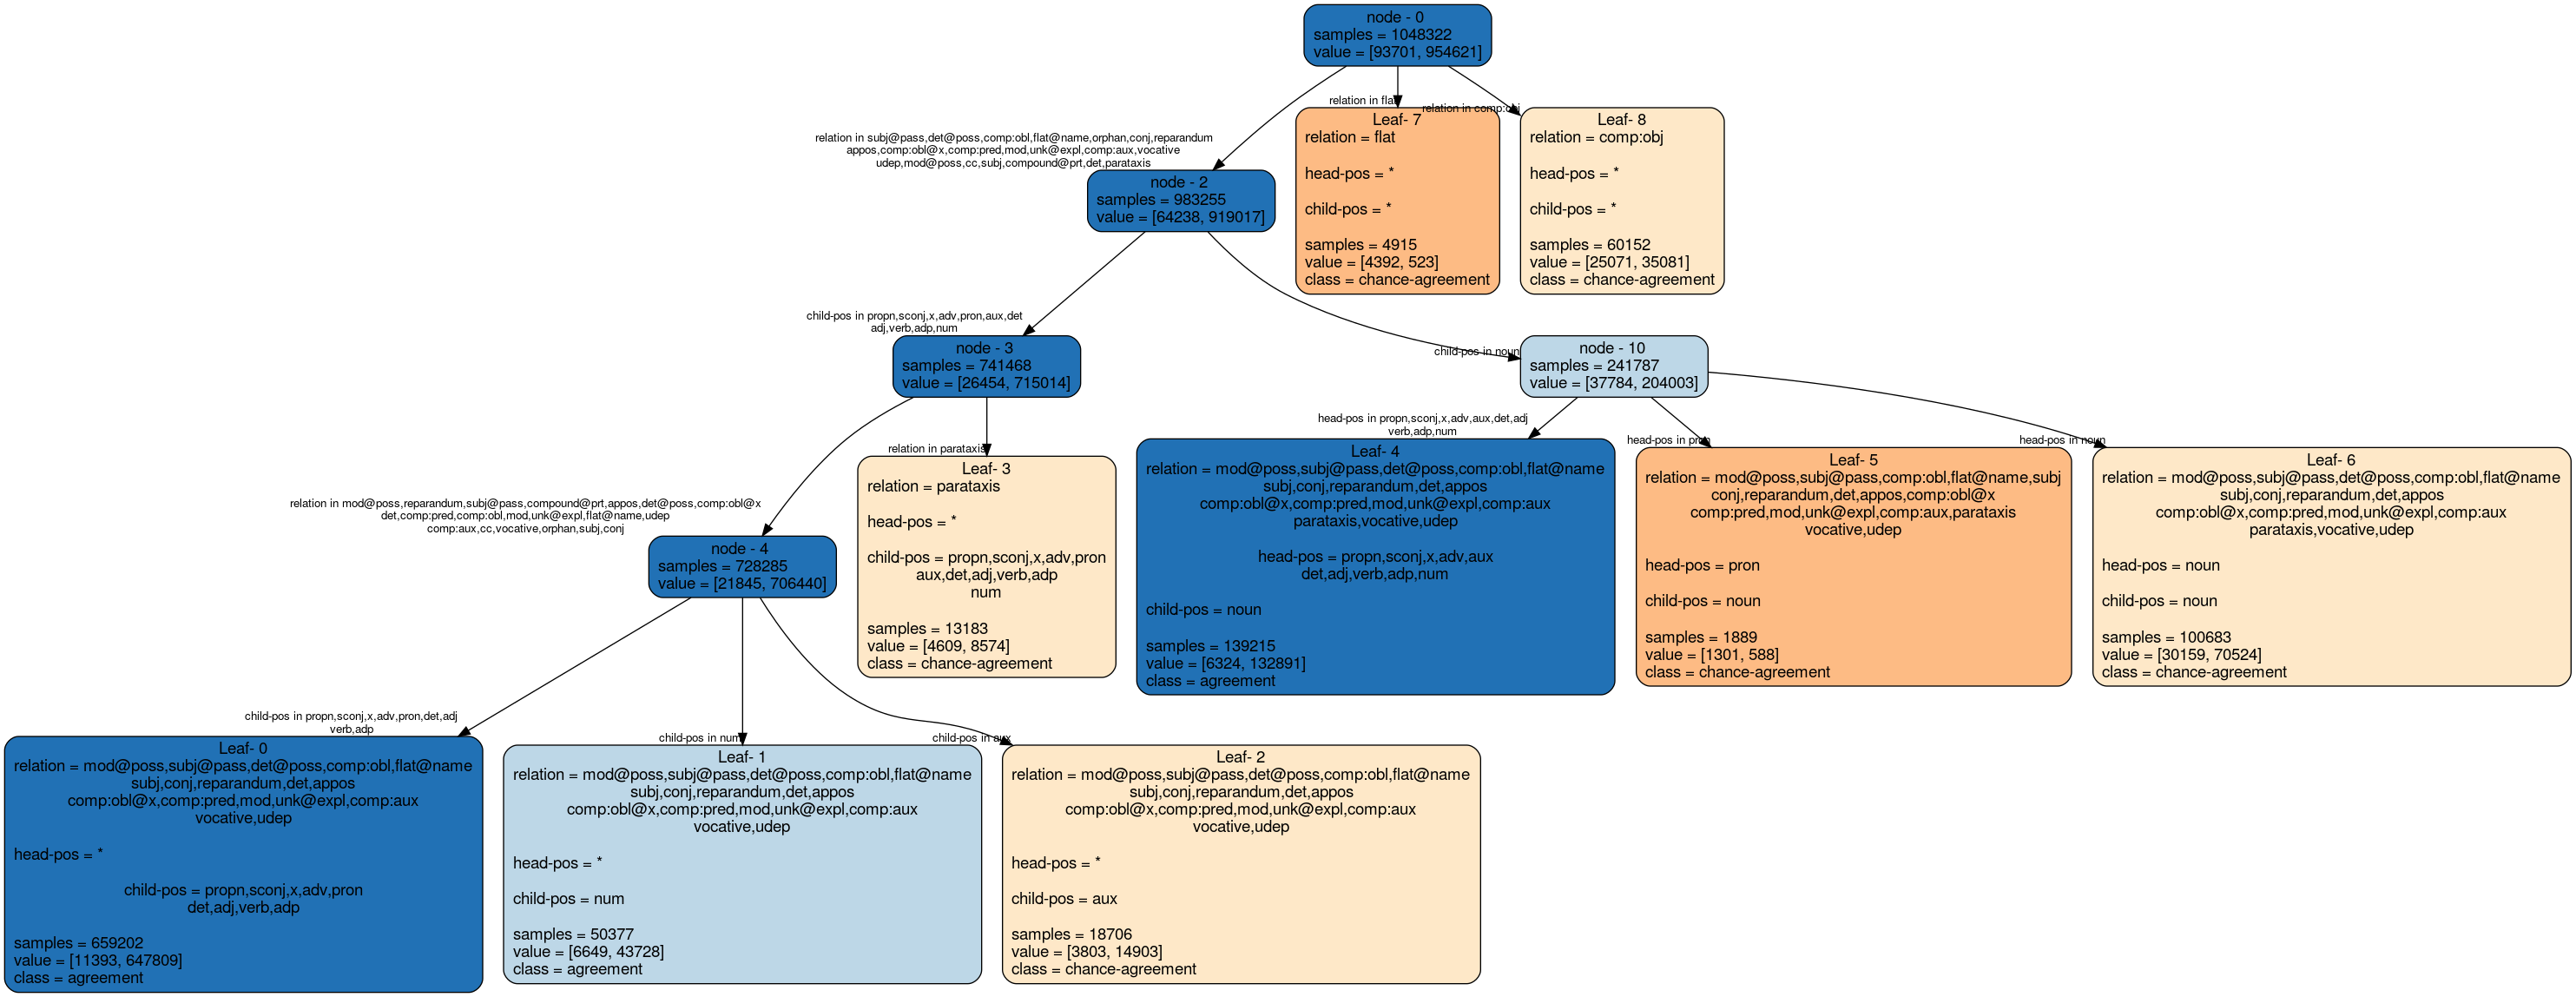 node - 0
samples = 1048322
value = [93701, 954621]
relation in flat
relation in comp:obj
Leaf- 7
relation = flat
head-pos = *
child-pos = *
samples = 4915
value = [4392, 523]
class = chance-agreement
Leaf- 8
relation = comp:obj
head-pos = *
child-pos = *
samples = 60152
value = [25071, 35081]
class = chance-agreement
relation in subj@pass,det@poss,comp:obl,flat@name,orphan,conj,reparandum
appos,comp:obl@x,comp:pred,mod,unk@expl,comp:aux,vocative
udep,mod@poss,cc,subj,compound@prt,det,parataxis
node - 2
samples = 983255
value = [64238, 919017]
child-pos in propn,sconj,x,adv,pron,aux,det
adj,verb,adp,num
node - 3
samples = 741468
value = [26454, 715014]
child-pos in noun
node - 10
samples = 241787
value = [37784, 204003]
relation in mod@poss,reparandum,subj@pass,compound@prt,appos,det@poss,comp:obl@x
det,comp:pred,comp:obl,mod,unk@expl,flat@name,udep
comp:aux,cc,vocative,orphan,subj,conj
node - 4
samples = 728285
value = [21845, 706440]
relation in parataxis
Leaf- 3
relation = parataxis
head-pos = *
child-pos = propn,sconj,x,adv,pron
aux,det,adj,verb,adp
num
samples = 13183
value = [4609, 8574]
class = chance-agreement
head-pos in propn,sconj,x,adv,aux,det,adj
verb,adp,num
Leaf- 4
relation = mod@poss,subj@pass,det@poss,comp:obl,flat@name
subj,conj,reparandum,det,appos
comp:obl@x,comp:pred,mod,unk@expl,comp:aux
parataxis,vocative,udep
head-pos = propn,sconj,x,adv,aux
det,adj,verb,adp,num
child-pos = noun
samples = 139215
value = [6324, 132891]
class = agreement
head-pos in pron
Leaf- 5
relation = mod@poss,subj@pass,comp:obl,flat@name,subj
conj,reparandum,det,appos,comp:obl@x
comp:pred,mod,unk@expl,comp:aux,parataxis
vocative,udep
head-pos = pron
child-pos = noun
samples = 1889
value = [1301, 588]
class = chance-agreement
head-pos in noun
Leaf- 6
relation = mod@poss,subj@pass,det@poss,comp:obl,flat@name
subj,conj,reparandum,det,appos
comp:obl@x,comp:pred,mod,unk@expl,comp:aux
parataxis,vocative,udep
head-pos = noun
child-pos = noun
samples = 100683
value = [30159, 70524]
class = chance-agreement
child-pos in propn,sconj,x,adv,pron,det,adj
verb,adp
Leaf- 0
relation = mod@poss,subj@pass,det@poss,comp:obl,flat@name
subj,conj,reparandum,det,appos
comp:obl@x,comp:pred,mod,unk@expl,comp:aux
vocative,udep
head-pos = *
child-pos = propn,sconj,x,adv,pron
det,adj,verb,adp
samples = 659202
value = [11393, 647809]
class = agreement
child-pos in num
Leaf- 1
relation = mod@poss,subj@pass,det@poss,comp:obl,flat@name
subj,conj,reparandum,det,appos
comp:obl@x,comp:pred,mod,unk@expl,comp:aux
vocative,udep
head-pos = *
child-pos = num
samples = 50377
value = [6649, 43728]
class = agreement
child-pos in aux
Leaf- 2
relation = mod@poss,subj@pass,det@poss,comp:obl,flat@name
subj,conj,reparandum,det,appos
comp:obl@x,comp:pred,mod,unk@expl,comp:aux
vocative,udep
head-pos = *
child-pos = aux
samples = 18706
value = [3803, 14903]
class = chance-agreement